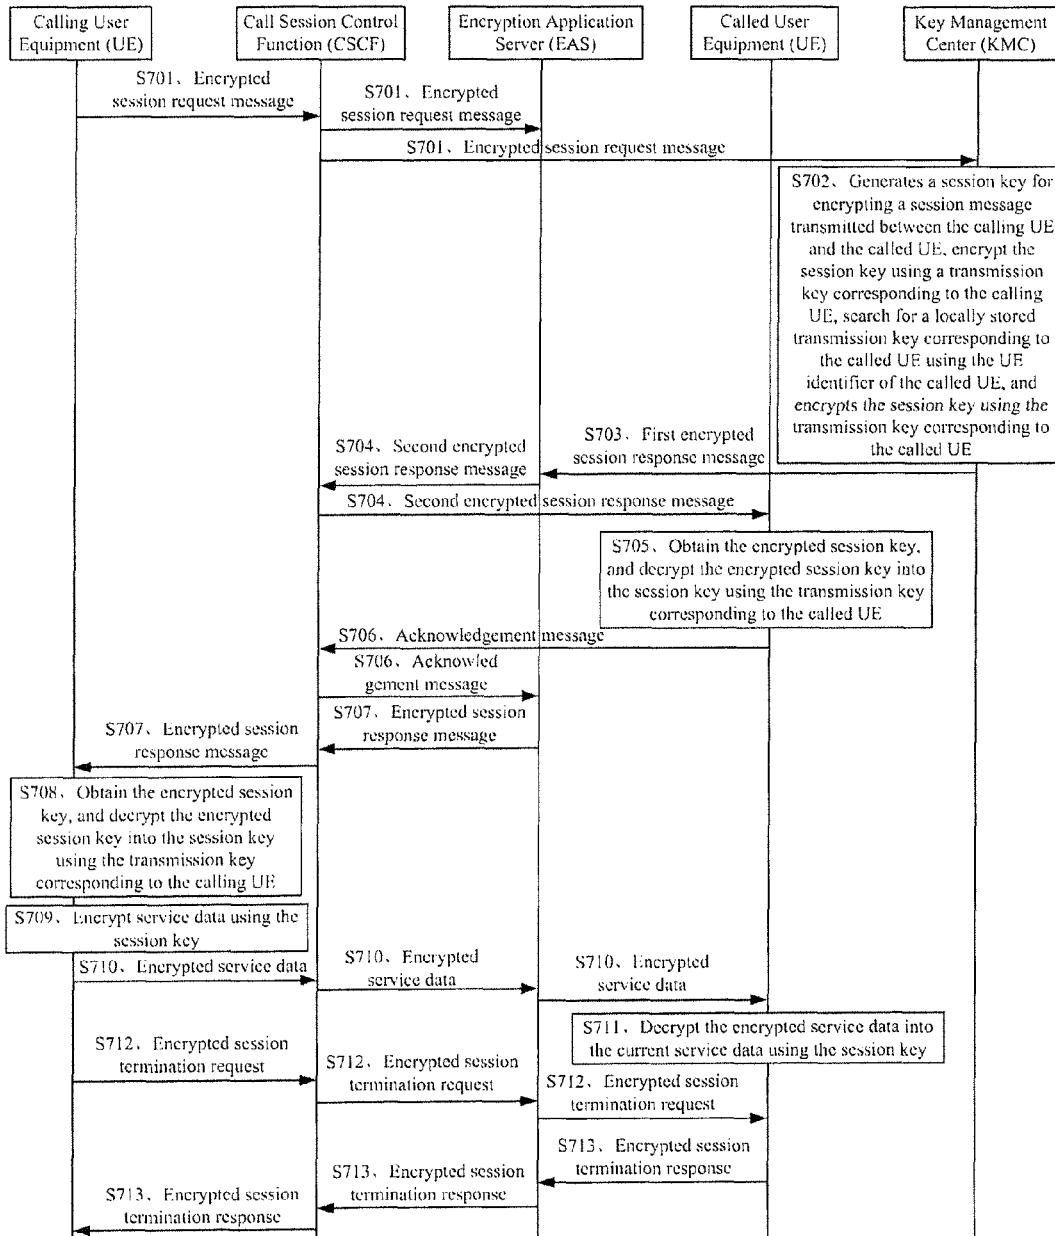 Calling User
Equipment (UE)
Call Session Control
Function (CSCF)
Encryption Application
Server (EAS)
Called User
Equipment (UE)
Key Management
Center (KMC)
S701、Encrypted
session request message
S701、Encrypted
session request message
S701、Encrypted session request message
S702、Generates a session key for
encrypting a session message
transmitted between the calling UE
and the called UE, encrypt the
session key using a transmission
key corresponding to the calling
UE, search for a locally stored
transmission key corresponding to
the called UE using the UE
identifier of the called UE, and
encrypts the session key using the
transmission key corresponding to
the called UE
S703、First encrypted
session response message
S704、Second encrypted
session response message
S704、Second encrypted session response message
S705、Obtain the encrypted session key,
and decrypt the encrypted session key into
the session key using the transmission key
corresponding to the called UE
S706、Acknowledgement message
S706、Acknowled
gement message
S707、Encrypted session
response message
S707、Encrypted session
response message
S708、Obtain the encrypted session
key, and decrypt the encrypted
session key into the session key
using the transmission key
corresponding to the calling UE
S709、Encrypt service data using the
session key
S710、Encrypted service data
S710、Encrypted
service data
S710、Encrypted
service data
S711、Decrypt the encrypted service data into
the current service data using the session key
S712、Encrypted session
termination request
S712、Encrypted session
termination request
S712、Encrypted session
termination request
S713、Encrypted session
termination response
S713、Encrypted session
termination response
S713、Encrypted session
termination response